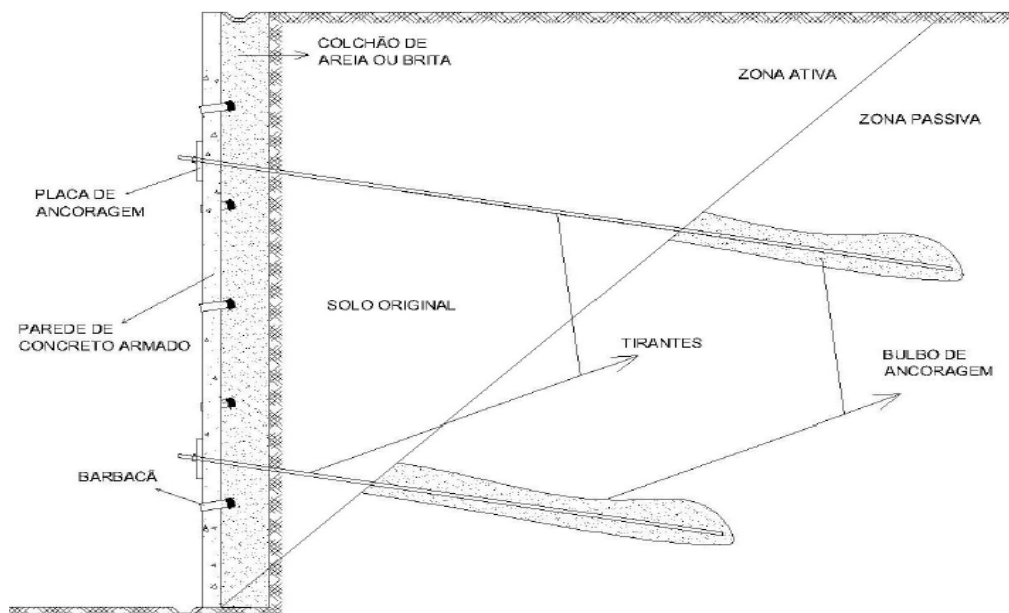 COLCHÃO DE
AREIA OU BRITA
ZONA ATIVA
ZONA PASSIVA
PLACA DE
ANCORAGEM
SOLO ORIGINAL
PAREDE DE
CONCRETO ARMADO
TIRANTES
BULBO DE
ANCORAGEM
BARBACÃ